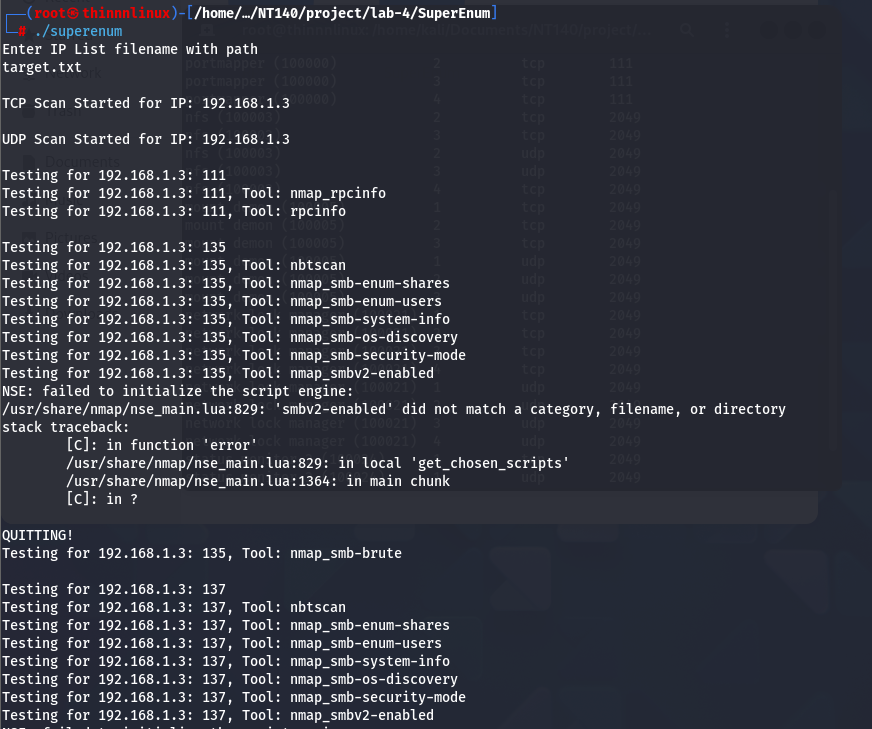 (root㉿thinnnlinux)-[/home/…/NT140/project/lab-4/SuperEnum]
# ./superenum
Enter IP List filename with path
target.txt
TCP Scan Started for IP: 192.168.1.3
UDP Scan Started for IP: 192.168.1.3
Testing for 192.168.1.3: 111
Testing for 192.168.1.3: 111, Tool: nmap_rpcinfo
Testing for 192.168.1.3: 111, Tool: rpcinfo
Testing for 192.168.1.3: 135
Testing for 192.168.1.3: 135, Tool: nbtscan
Testing for 192.168.1.3: 135, Tool: nmap_smb-enum-shares
Testing for 192.168.1.3: 135, Tool: nmap_smb-enum-users
Testing for 192.168.1.3: 135, Tool: nmap_smb-system-info
Testing for 192.168.1.3: 135, Tool: nmap_smb-os-discovery
Testing for 192.168.1.3: 135, Tool: nmap_smb-security-mode
Testing for 192.168.1.3: 135, Tool: nmap_smbv2-enabled
NSE: failed to initialize the script engine:
/usr/share/nmap/nse_main.lua:829: 'smbv2-enabled' did not match a category, filename, or directory
stack traceback:
[C]: in function 'error'
/usr/share/nmap/nse_main.lua:829: in local 'get_chosen_scripts'
/usr/share/nmap/nse_main.lua:1364: in main chunk
[C]: in ?
QUITTING!
Testing for 192.168.1.3: 135, Tool: nmap_smb-brute
Testing for 192.168.1.3: 137
Testing for 192.168.1.3: 137, Tool: nbtscan
Testing for 192.168.1.3: 137, Tool: nmap_smb-enum-shares
Testing for 192.168.1.3: 137, Tool: nmap_smb-enum-users
Testing for 192.168.1.3: 137, Tool: nmap_smb-system-info
Testing for 192.168.1.3: 137, Tool: nmap_smb-os-discovery
Testing for 192.168.1.3: 137, Tool: nmap_smb-security-mode
Testing for 192.168.1.3: 137, Tool: nmap_smbv2-enabled